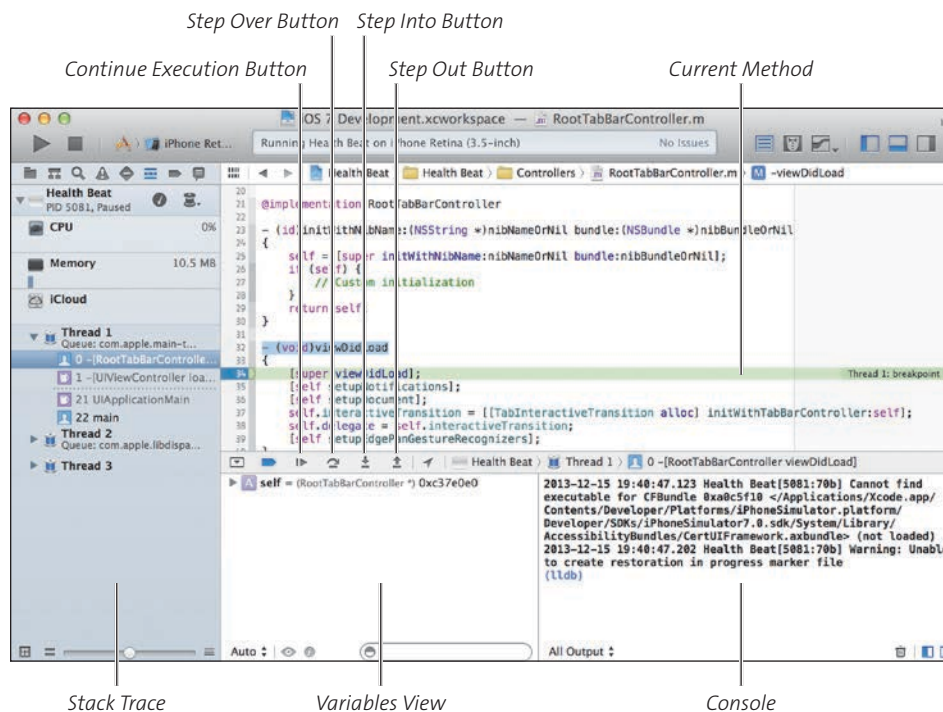 Step Over Button Step Into Button
Continue Execution Button Step Out Button Current Method
iOS 7 Development.xcworkspace — RootTabBarController.m
iPhone Ret... Running Health Beat on iPhone Retina (3.5-inch) No Issues
Health Beat Health Beat Controllers RootTabBarController.m -viewDidLoad
Health Beat
PID 5081, Paused
CPU 0%
Memory 10.5 MB
iCloud
Thread 1
Queue: com.apple.main-t...
0 -[RootTabBarControlle...
1 -[UIViewController loa...
21 UIApplicationMain
22 main
Thread 2
Queue: com.apple.libdispa...
Thread 3
20
21 @implementation RootTabBarController
22
23 - (id)initWithNibName:(NSString *)nibNameOrNil bundle:(NSBundle *)nibBundleOrNil
24 {
25 self = [super initWithNibName:nibNameOrNil bundle:nibBundleOrNil];
26 if (self) {
27 // Custom initialization
28 }
29 return self
30 }
31
32 - (void)viewDidLoad
33 {
34 [super viewDidLoad]; Thread 1: breakpoint
35 [self setupNotifications];
36 [self setupDocument];
37 self.interactiveTransition = [[TabInteractiveTransition alloc] initWithTabBarController:self];
38 self.delegate = self.interactiveTransition;
39 [self setupEdgePanGestureRecognizers];
Health Beat Thread 1 0 -[RootTabBarController viewDidLoad]
self = (RootTabBarController *) 0xc37e0e0
2013-12-15 19:40:47.123 Health Beat[5081:70b] Cannot find
executable for CFBundle 0xa0c5f10 </Applications/Xcode.app/
Contents/Developer/Platforms/iPhoneSimulator.platform/
Developer/SDKs/iPhoneSimulator7.0.sdk/System/Library/
AccessibilityBundles/CertUIFramework.axbundle> (not loaded)
2013-12-15 19:40:47.202 Health Beat[5081:70b] Warning: Unabl
to create restoration in progress marker file
(lldb)
Auto All Output
Stack Trace Variables View Console